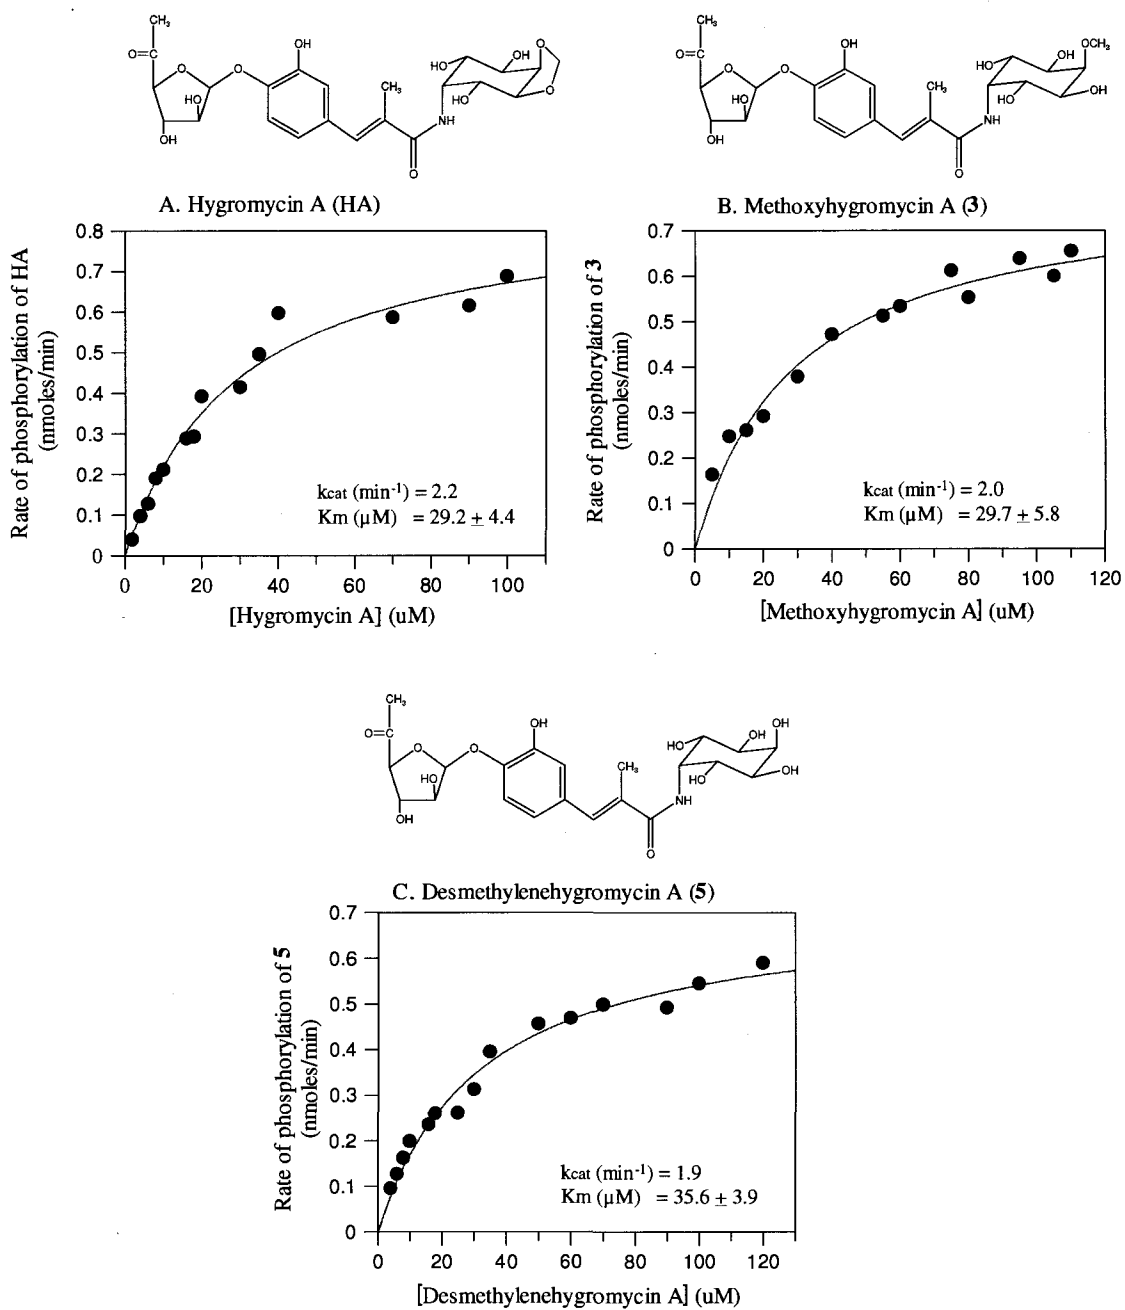 CH₃
O=C
O
O
OH
HO
OH
CH₃
NH
O
HO
OH
HO
O
O
A. Hygromycin A (HA)
CH₃
O=C
O
O
OH
HO
OH
CH₃
NH
O
HO
OH
HO
OCH₃
OH
B. Methoxyhygromycin A (3)
Rate of phosphorylation of HA
(nmoles/min)
0.8
0.7
0.6
0.5
0.4
0.3
0.2
0.1
0
kcat (min⁻¹) = 2.2
Km (µM) = 29.2 ± 4.4
0 20 40 60 80 100
[Hygromycin A] (uM)
Rate of phosphorylation of 3
(nmoles/min)
0.7
0.6
0.5
0.4
0.3
0.2
0.1
0
kcat (min⁻¹) = 2.0
Km (µM) = 29.7 ± 5.8
0 20 40 60 80 100 120
[Methoxyhygromycin A] (uM)
CH₃
O=C
O
O
OH
HO
OH
CH₃
NH
O
HO
OH
HO
OH
OH
C. Desmethylenehygromycin A (5)
Rate of phosphorylation of 5
(nmoles/min)
0.7
0.6
0.5
0.4
0.3
0.2
0.1
0
kcat (min⁻¹) = 1.9
Km (µM) = 35.6 ± 3.9
0 20 40 60 80 100 120
[Desmethylenehygromycin A] (uM)